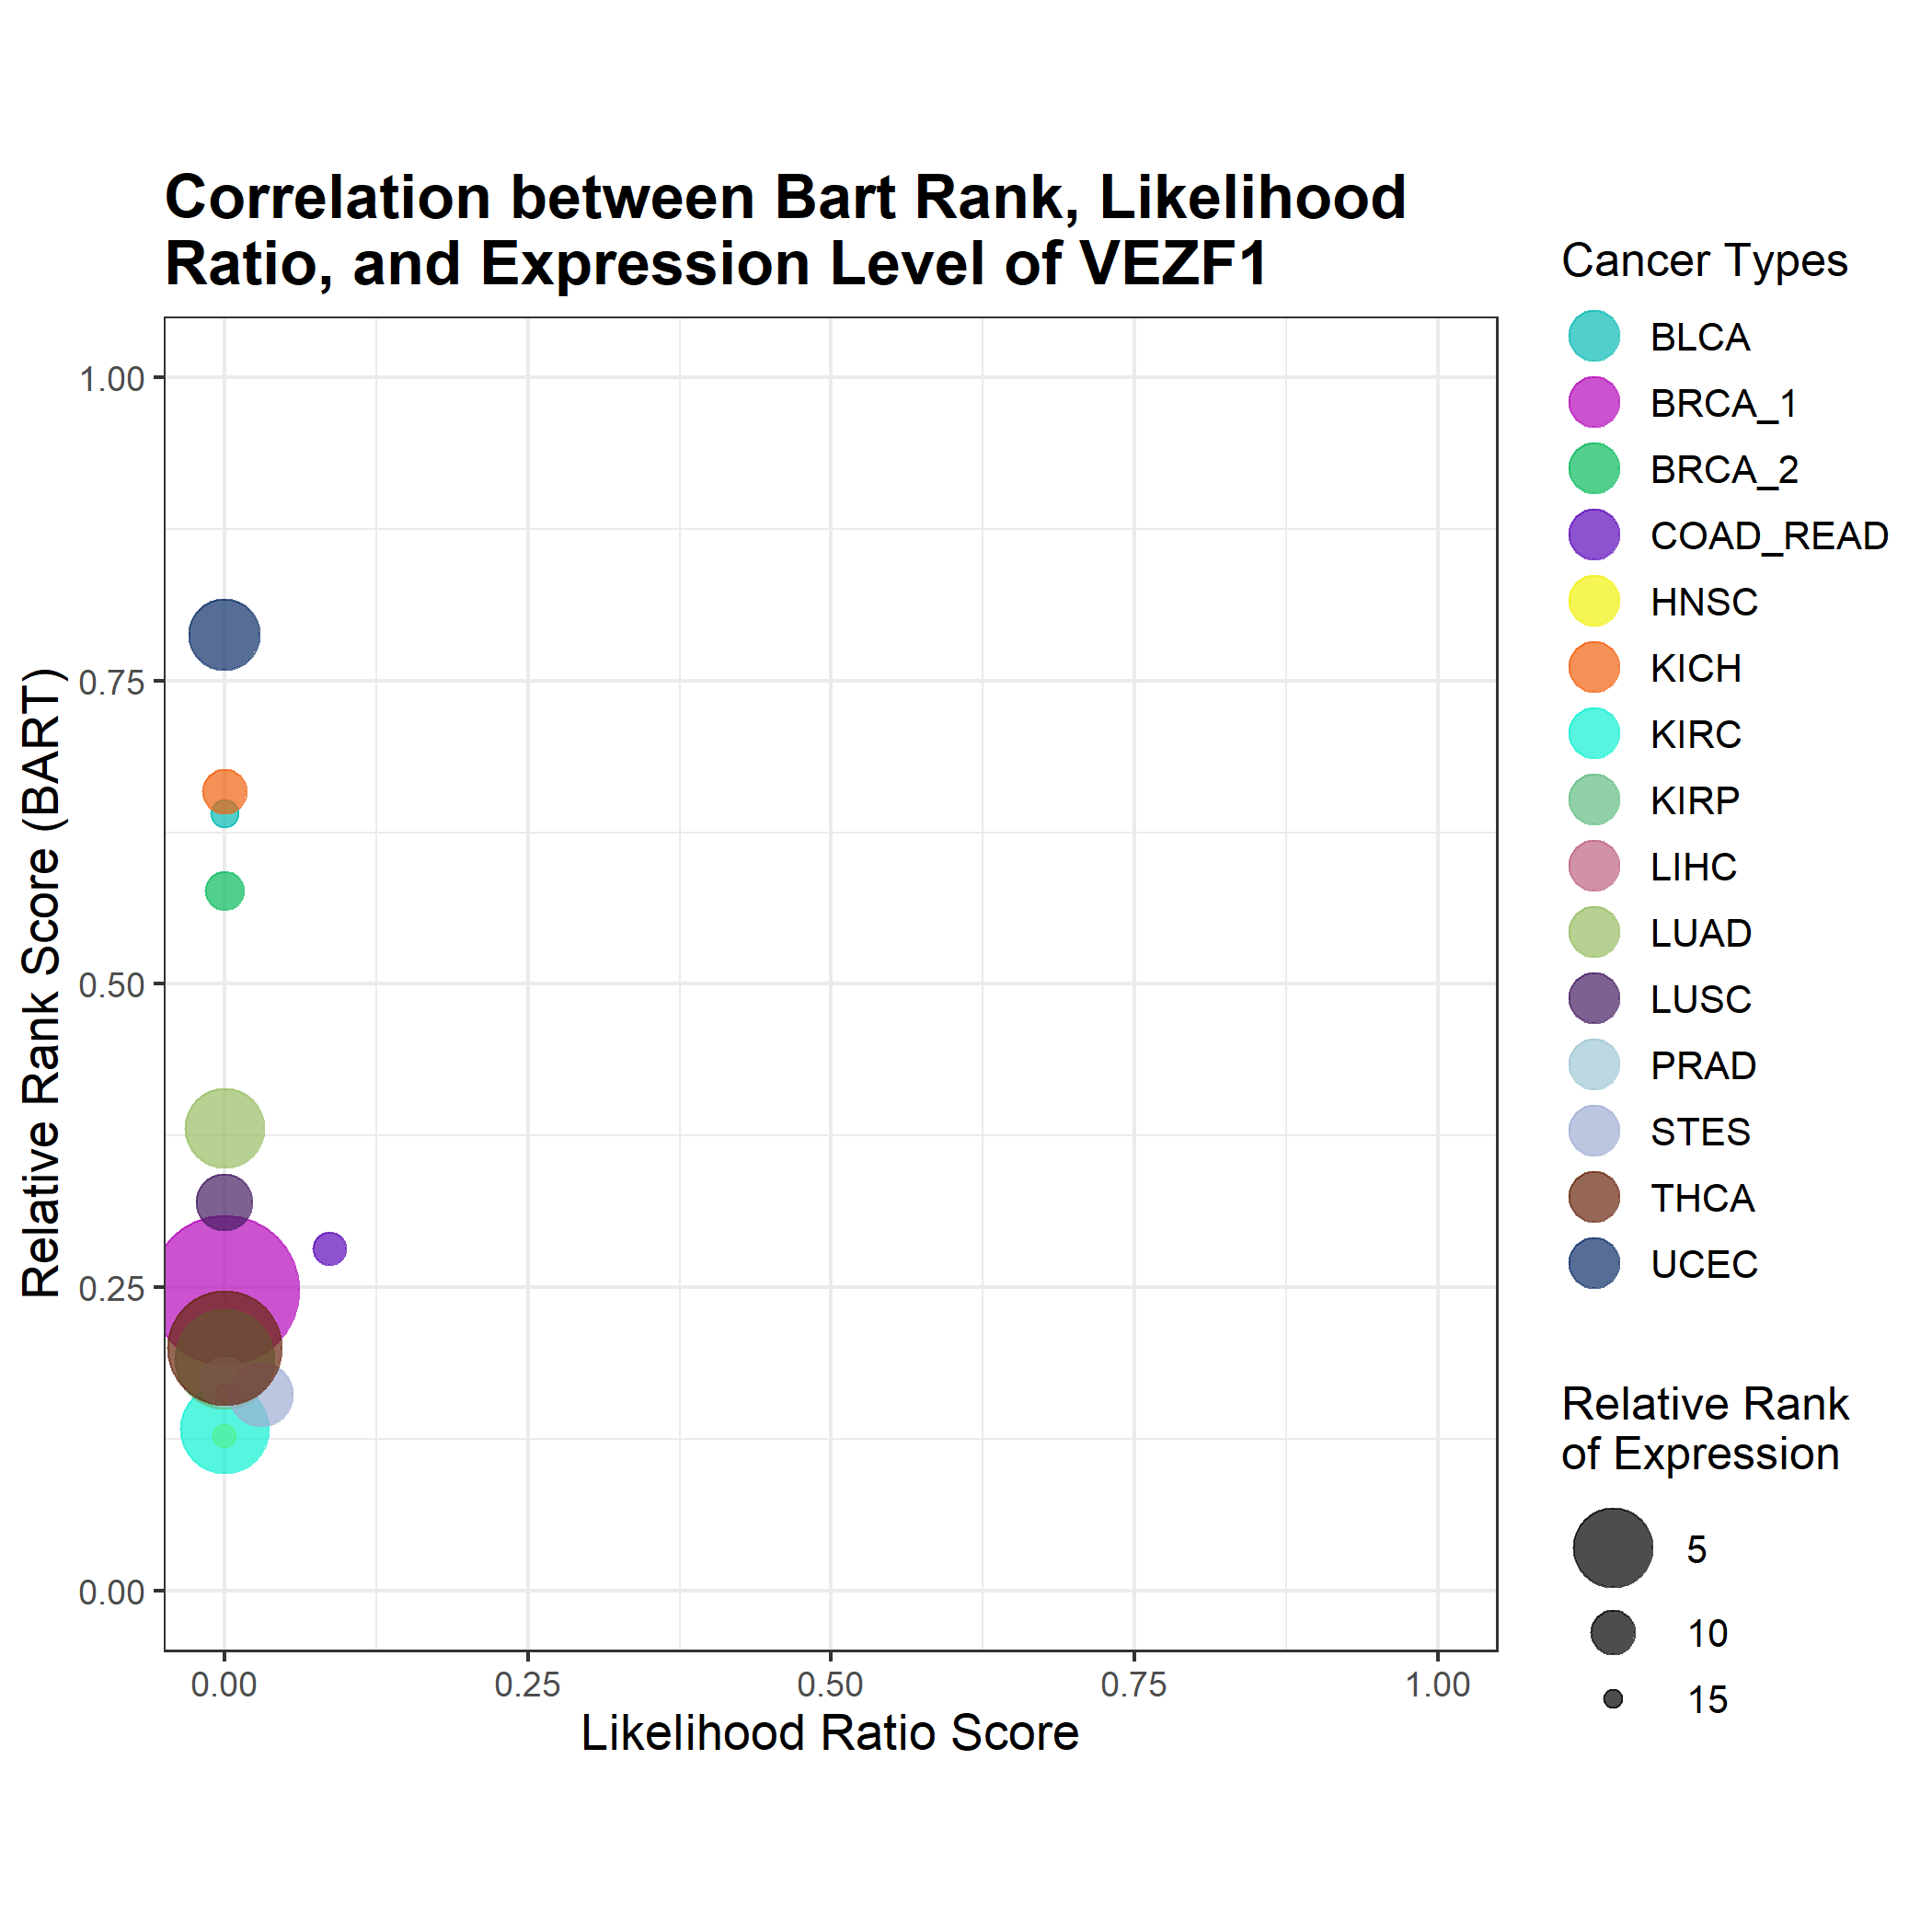 Correlation between Bart Rank, Likelihood
Ratio, and Expression Level of VEZF1
Relative Rank Score (BART)
1.00
0.75
0.50
0.25
0.00
0.00
0.25
0.50
0.75
1.00
Likelihood Ratio Score
Cancer Types
BLCA
BRCA_1
BRCA_2
COAD_READ
HNSC
KICH
KIRC
KIRP
LIHC
LUAD
LUSC
PRAD
STES
THCA
UCEC
Relative Rank
of Expression
5
10
15